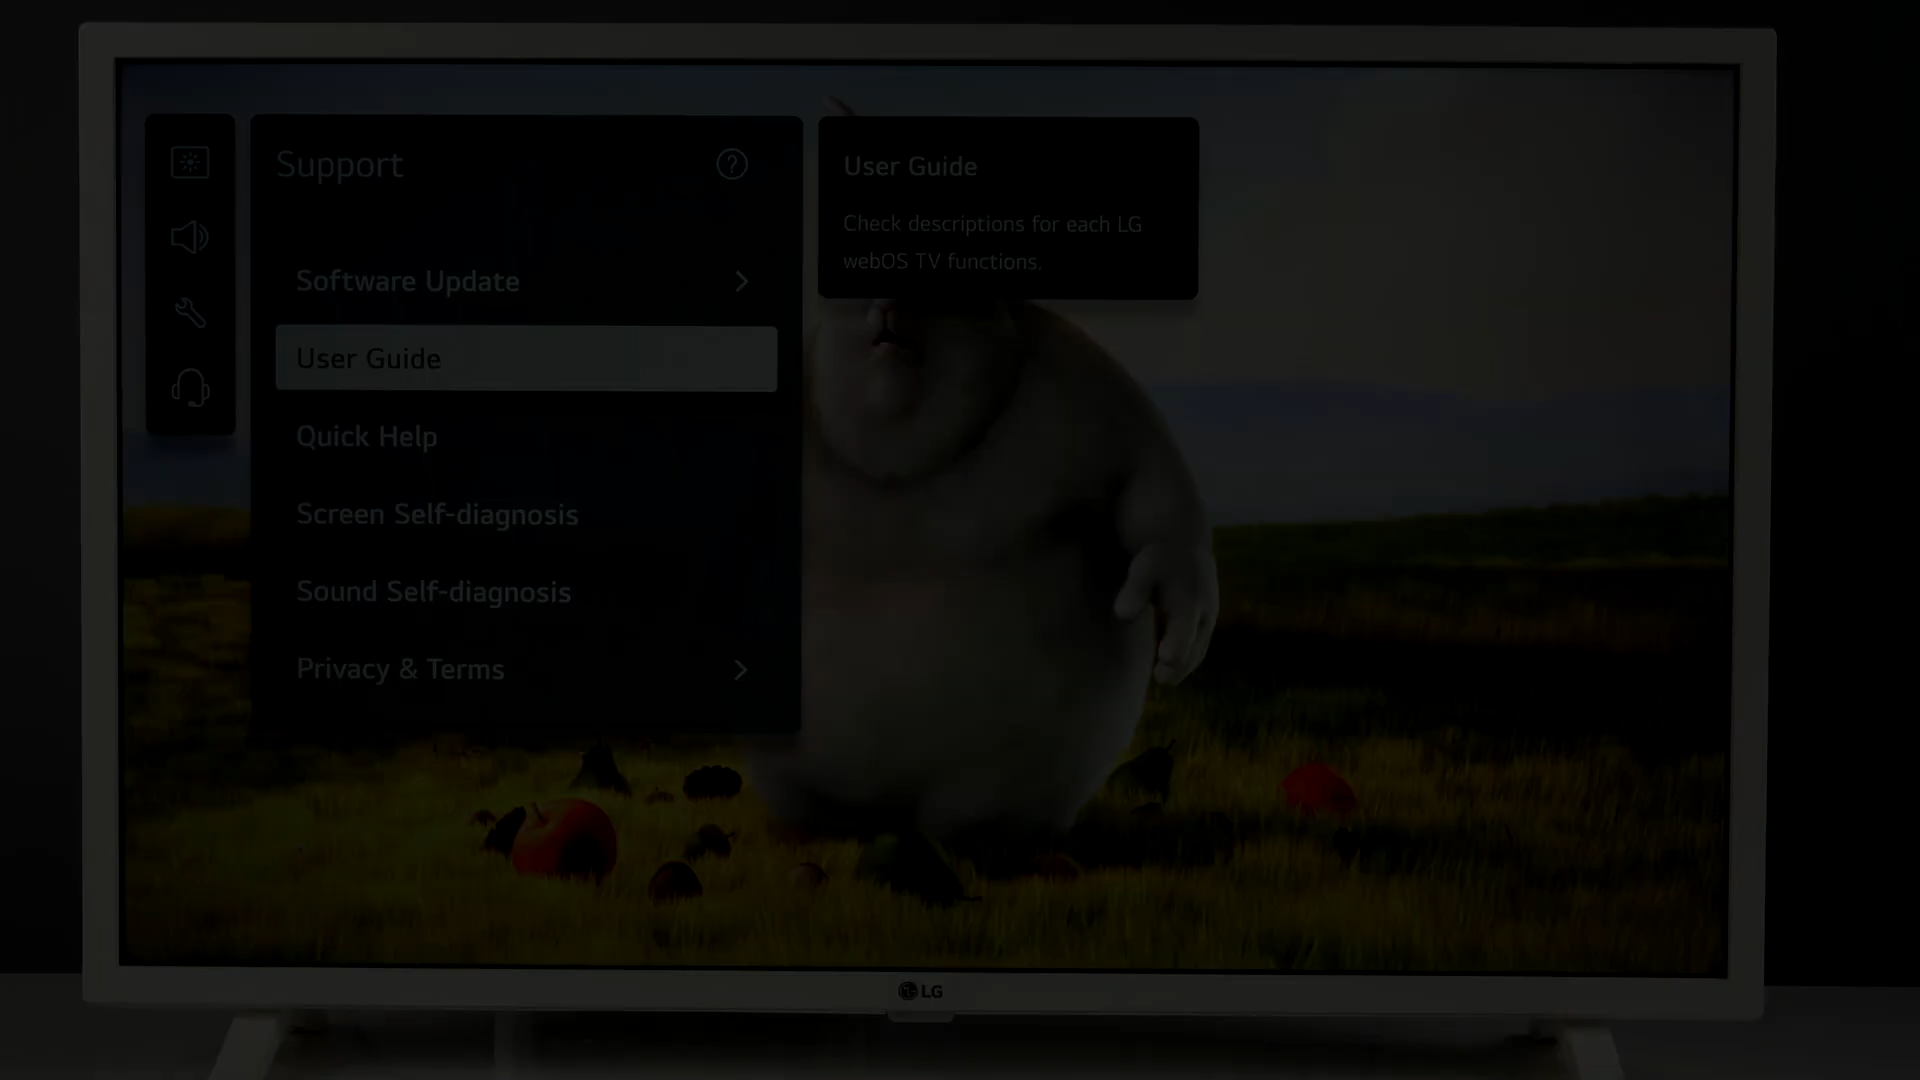 Support
?
Software Update
User Guide
Quick Help
Screen Self-diagnosis
Sound Self-diagnosis
Privacy & Terms
User Guide
Check descriptions for each LG
webOS TV functions.
LG